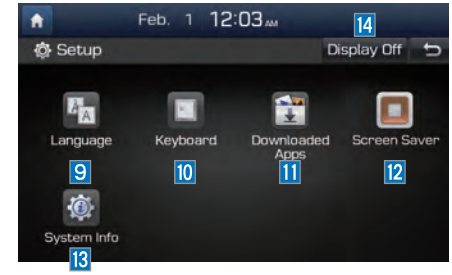 Feb. 1 12:03 AM
14
Setup
Display Off
A A
Language
Keyboard
Downloaded
Apps
Screen Saver
9
10
11
12
System Info
13